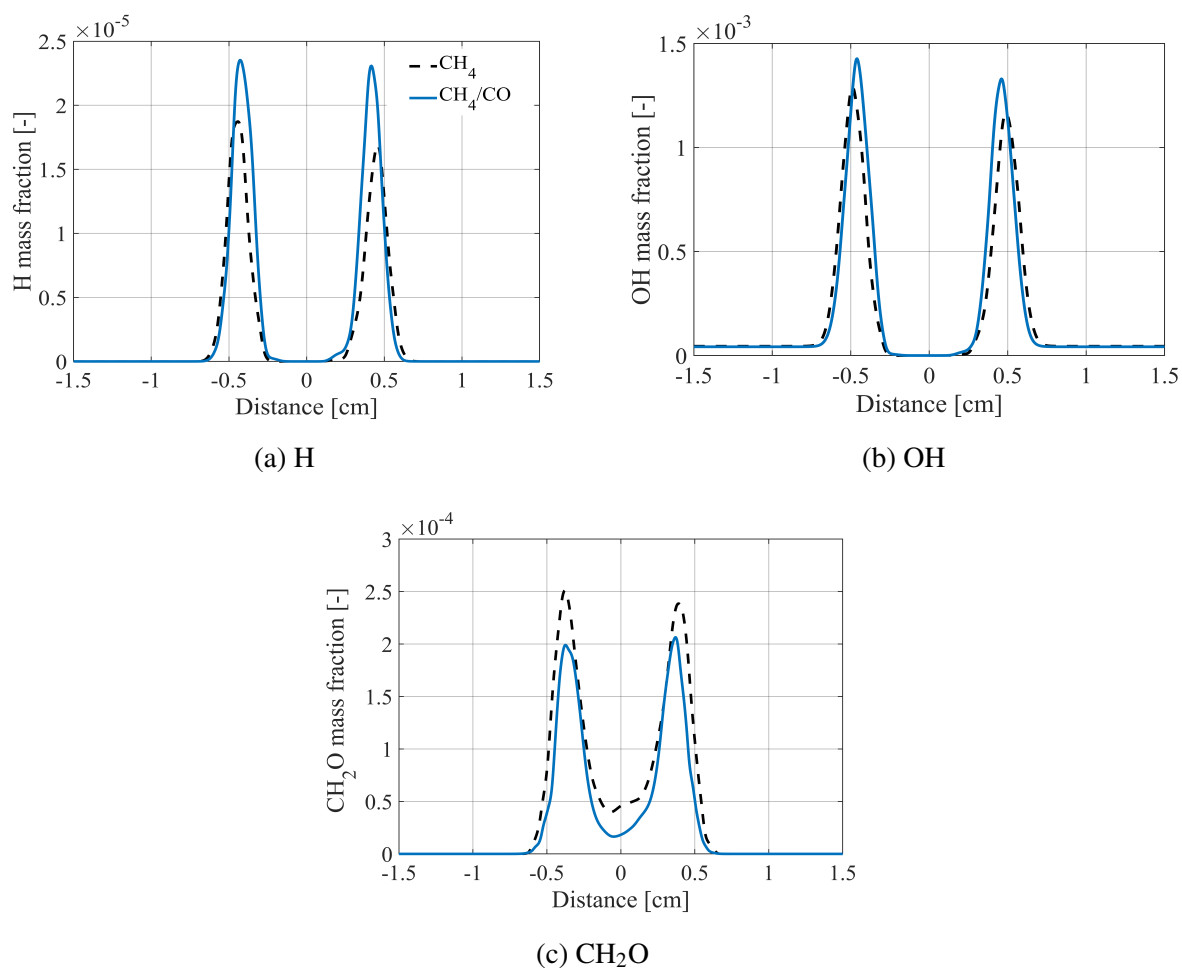 ×10⁻⁵
2.5
2
1.5
1
0.5
0
H mass fraction [-]
CH₄
CH₄/CO
-1.5 -1 -0.5 0 0.5 1 1.5
Distance [cm]
(a) H
×10⁻³
1.5
1
0.5
0
OH mass fraction [-]
-1.5 -1 -0.5 0 0.5 1 1.5
Distance [cm]
(b) OH
×10⁻⁴
3
2.5
2
1.5
1
0.5
0
CH₂O mass fraction [-]
-1.5 -1 -0.5 0 0.5 1 1.5
Distance [cm]
(c) CH₂O